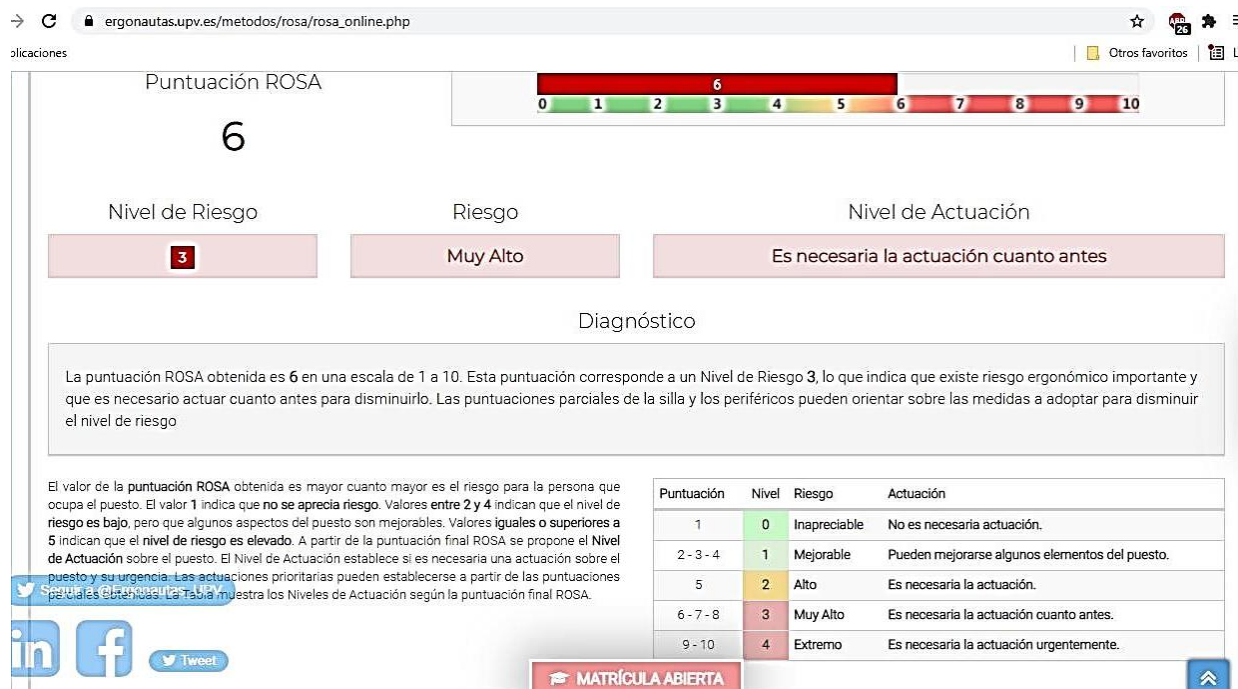 ergonautas.upv.es/metodos/rosa/rosa_online.php
26
plicaciones
Otros favoritos
Puntuación ROSA
6
6
0 1 2 3 4 5 6 7 8 9 10
Nivel de Riesgo
Riesgo
Nivel de Actuación
3
Muy Alto
Es necesaria la actuación cuanto antes
Diagnóstico
La puntuación ROSA obtenida es 6 en una escala de 1 a 10. Esta puntuación corresponde a un Nivel de Riesgo 3, lo que indica que existe riesgo ergonómico importante y
que es necesario actuar cuanto antes para disminuirlo. Las puntuaciones parciales de la silla y los periféricos pueden orientar sobre las medidas a adoptar para disminuir
el nivel de riesgo
El valor de la puntuación ROSA obtenida es mayor cuanto mayor es el riesgo para la persona que
ocupa el puesto. El valor 1 indica que no se aprecia riesgo. Valores entre 2 y 4 indican que el nivel de
riesgo es bajo, pero que algunos aspectos del puesto son mejorables. Valores iguales o superiores a
5 indican que el nivel de riesgo es elevado. A partir de la puntuación final ROSA se propone el Nivel
de Actuación sobre el puesto. El Nivel de Actuación establece si es necesaria una actuación sobre el
puesto y su urgencia. Las actuaciones prioritarias pueden establecerse a partir de las puntuaciones
parciales obtenidas. La Tabla muestra los Niveles de Actuación según la puntuación final ROSA.
Seguir a @Ergonautas_UPV
in
Tweet
Puntuación Nivel Riesgo Actuación
1 0 Inapreciable No es necesaria actuación.
2 - 3 - 4 1 Mejorable Pueden mejorarse algunos elementos del puesto.
5 2 Alto Es necesaria la actuación.
6 - 7 - 8 3 Muy Alto Es necesaria la actuación cuanto antes.
9 - 10 4 Extremo Es necesaria la actuación urgentemente.
MATRÍCULA ABIERTA